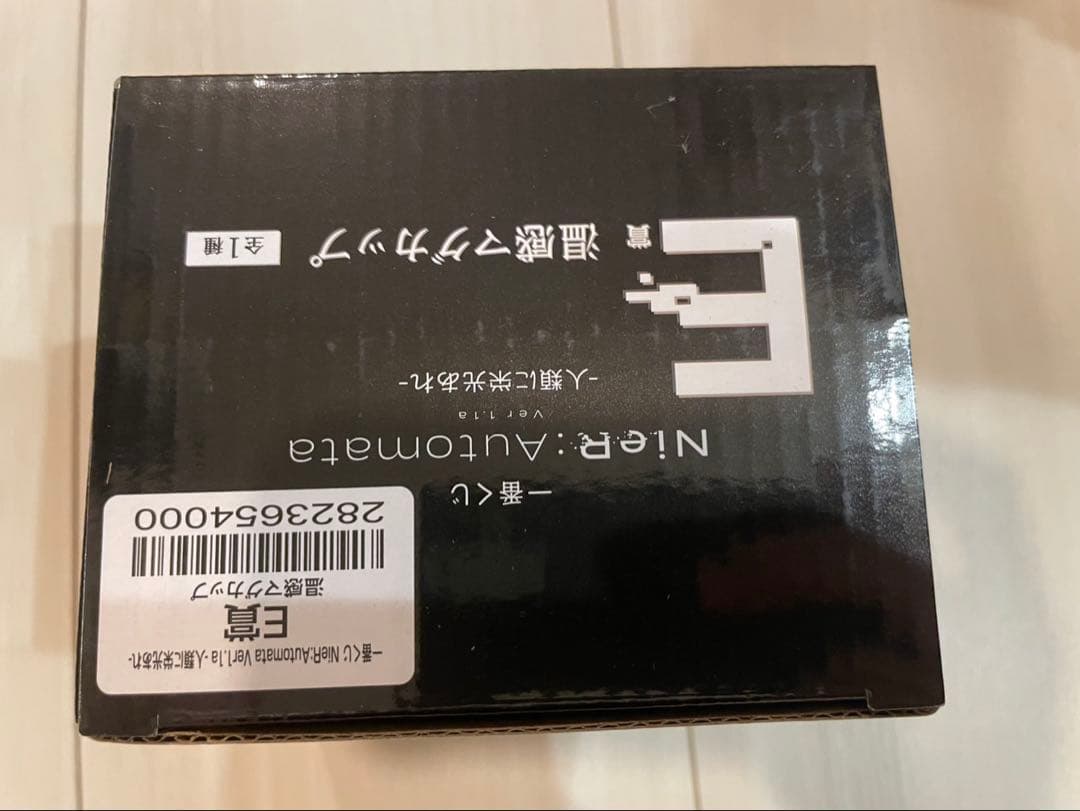 一番くじ
NieR:Automata
Ver1.1a
-人類に栄光あれ-
E賞 温感マグカップ
全1種
一番くじ NieR:Automata Ver1.1a -人類に栄光あれ-
E賞
温感マグカップ
2823654000